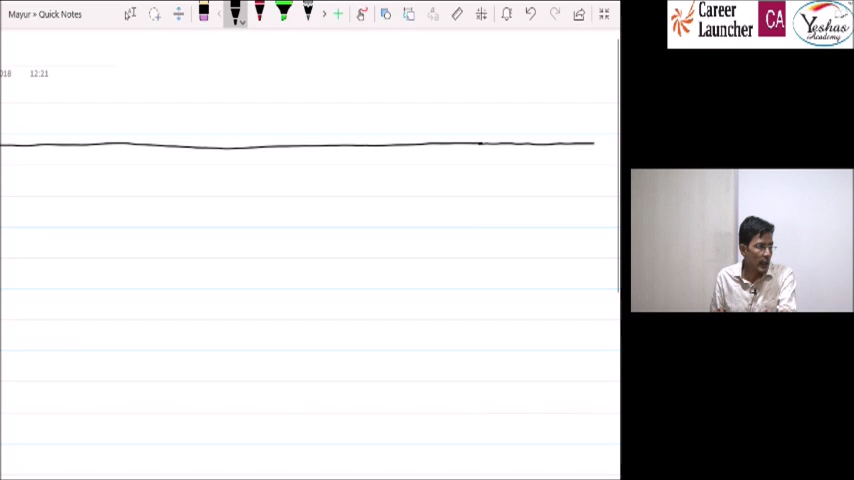 Mayur » Quick Notes
018 12:21
Career
Launcher
CA
Yeshas
Academy